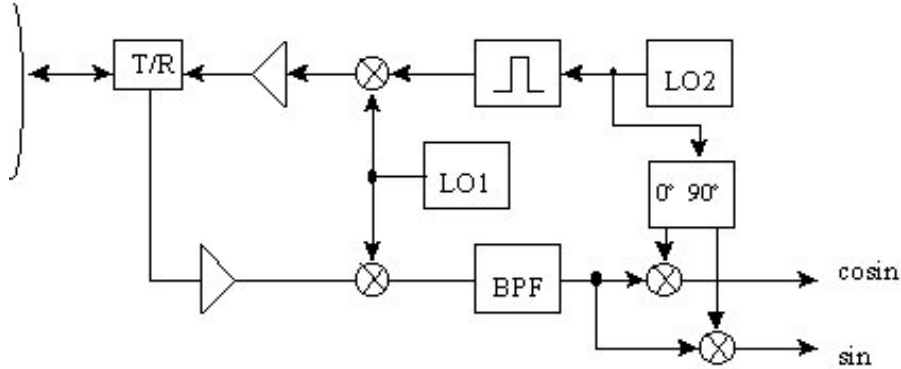 T/R
LO2
LO1
0° 90°
BPF
cosin
sin